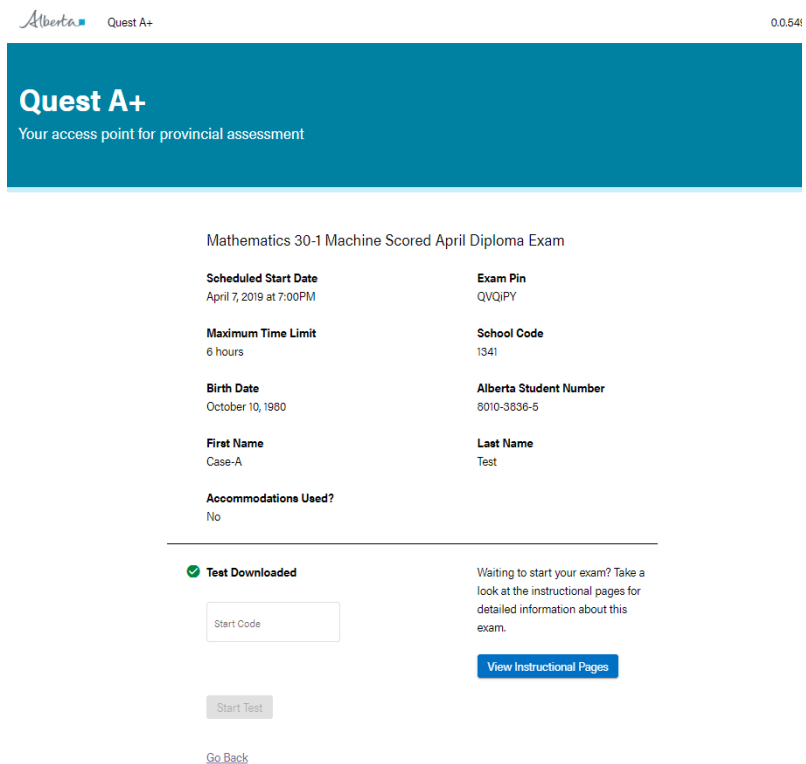 Alberta Quest A+ 0.0.549
Quest A+
Your access point for provincial assessment
Mathematics 30-1 Machine Scored April Diploma Exam
Scheduled Start Date
April 7, 2019 at 7:00PM
Exam Pin
QVQiPY
Maximum Time Limit
6 hours
School Code
1341
Birth Date
October 10, 1980
Alberta Student Number
8010-3836-5
First Name
Case-A
Last Name
Test
Accommodations Used?
No
Test Downloaded
Start Code
Start Test
Go Back
Waiting to start your exam? Take a
look at the instructional pages for
detailed information about this
exam.
View Instructional Pages